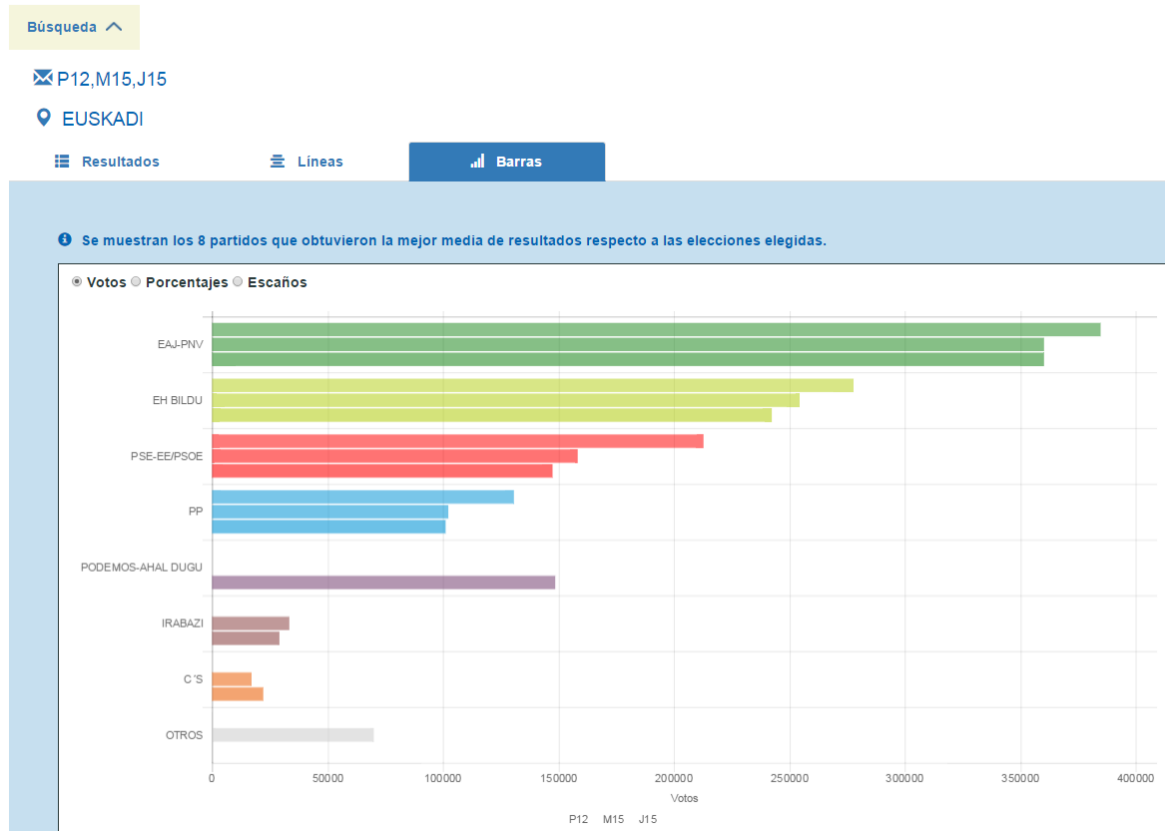 Búsqueda
P12,M15,J15
EUSKADI
Resultados Líneas Barras
Se muestran los 8 partidos que obtuvieron la mejor media de resultados respecto a las elecciones elegidas.
Votos Porcentajes Escaños
EAJ-PNV
EH BILDU
PSE-EE/PSOE
PP
PODEMOS-AHAL DUGU
IRABAZI
C ́S
OTROS
0 50000 100000 150000 200000 250000 300000 350000 400000
Votos
P12 M15 J15